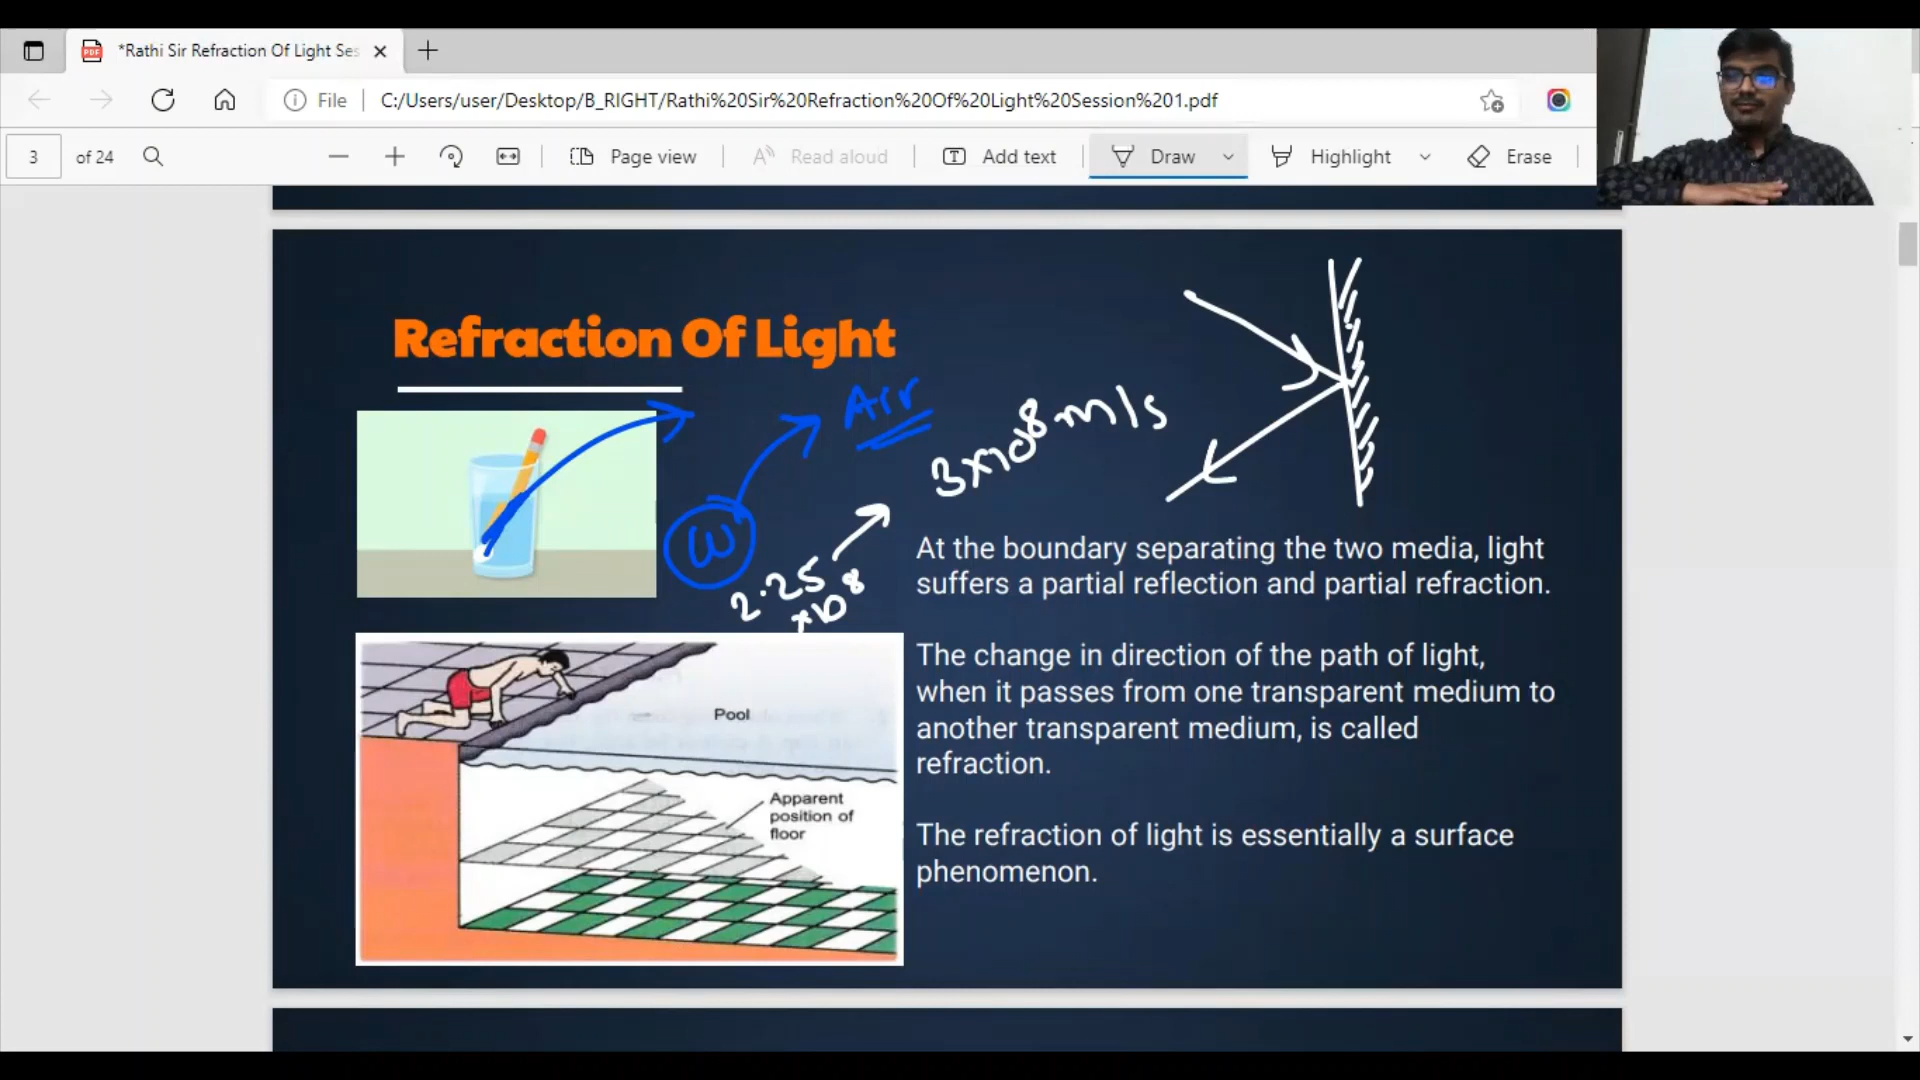 *Rathi Sir Refraction Of Light Ses
File C:/Users/user/Desktop/B_RIGHT/Rathi%20Sir%20Refraction%20Of%20Light%20Session%201.pdf
3 of 24 Page view Read aloud Add text Draw Highlight Erase
Refraction Of Light
Air
3x10⁸m/s
W
2.25
x10⁸
At the boundary separating the two media, light
suffers a partial reflection and partial refraction.
The change in direction of the path of light,
when it passes from one transparent medium to
another transparent medium, is called
refraction.
The refraction of light is essentially a surface
phenomenon.
Pool
Apparent
position of
floor